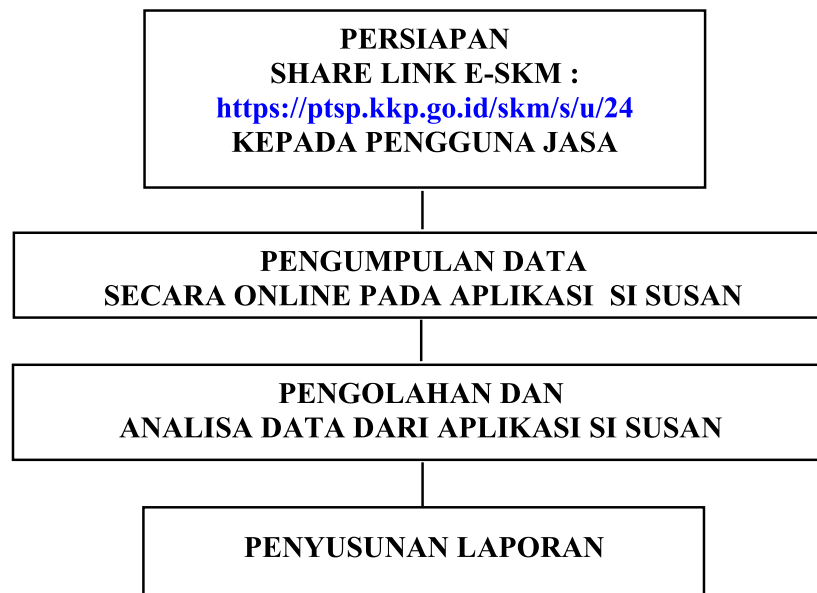 PERSIAPAN
SHARE LINK E-SKM :
https://ptsp.kkp.go.id/skm/s/u/24
KEPADA PENGGUNA JASA
PENGUMPULAN DATA
SECARA ONLINE PADA APLIKASI SI SUSAN
PENGOLAHAN DAN
ANALISA DATA DARI APLIKASI SI SUSAN
PENYUSUNAN LAPORAN